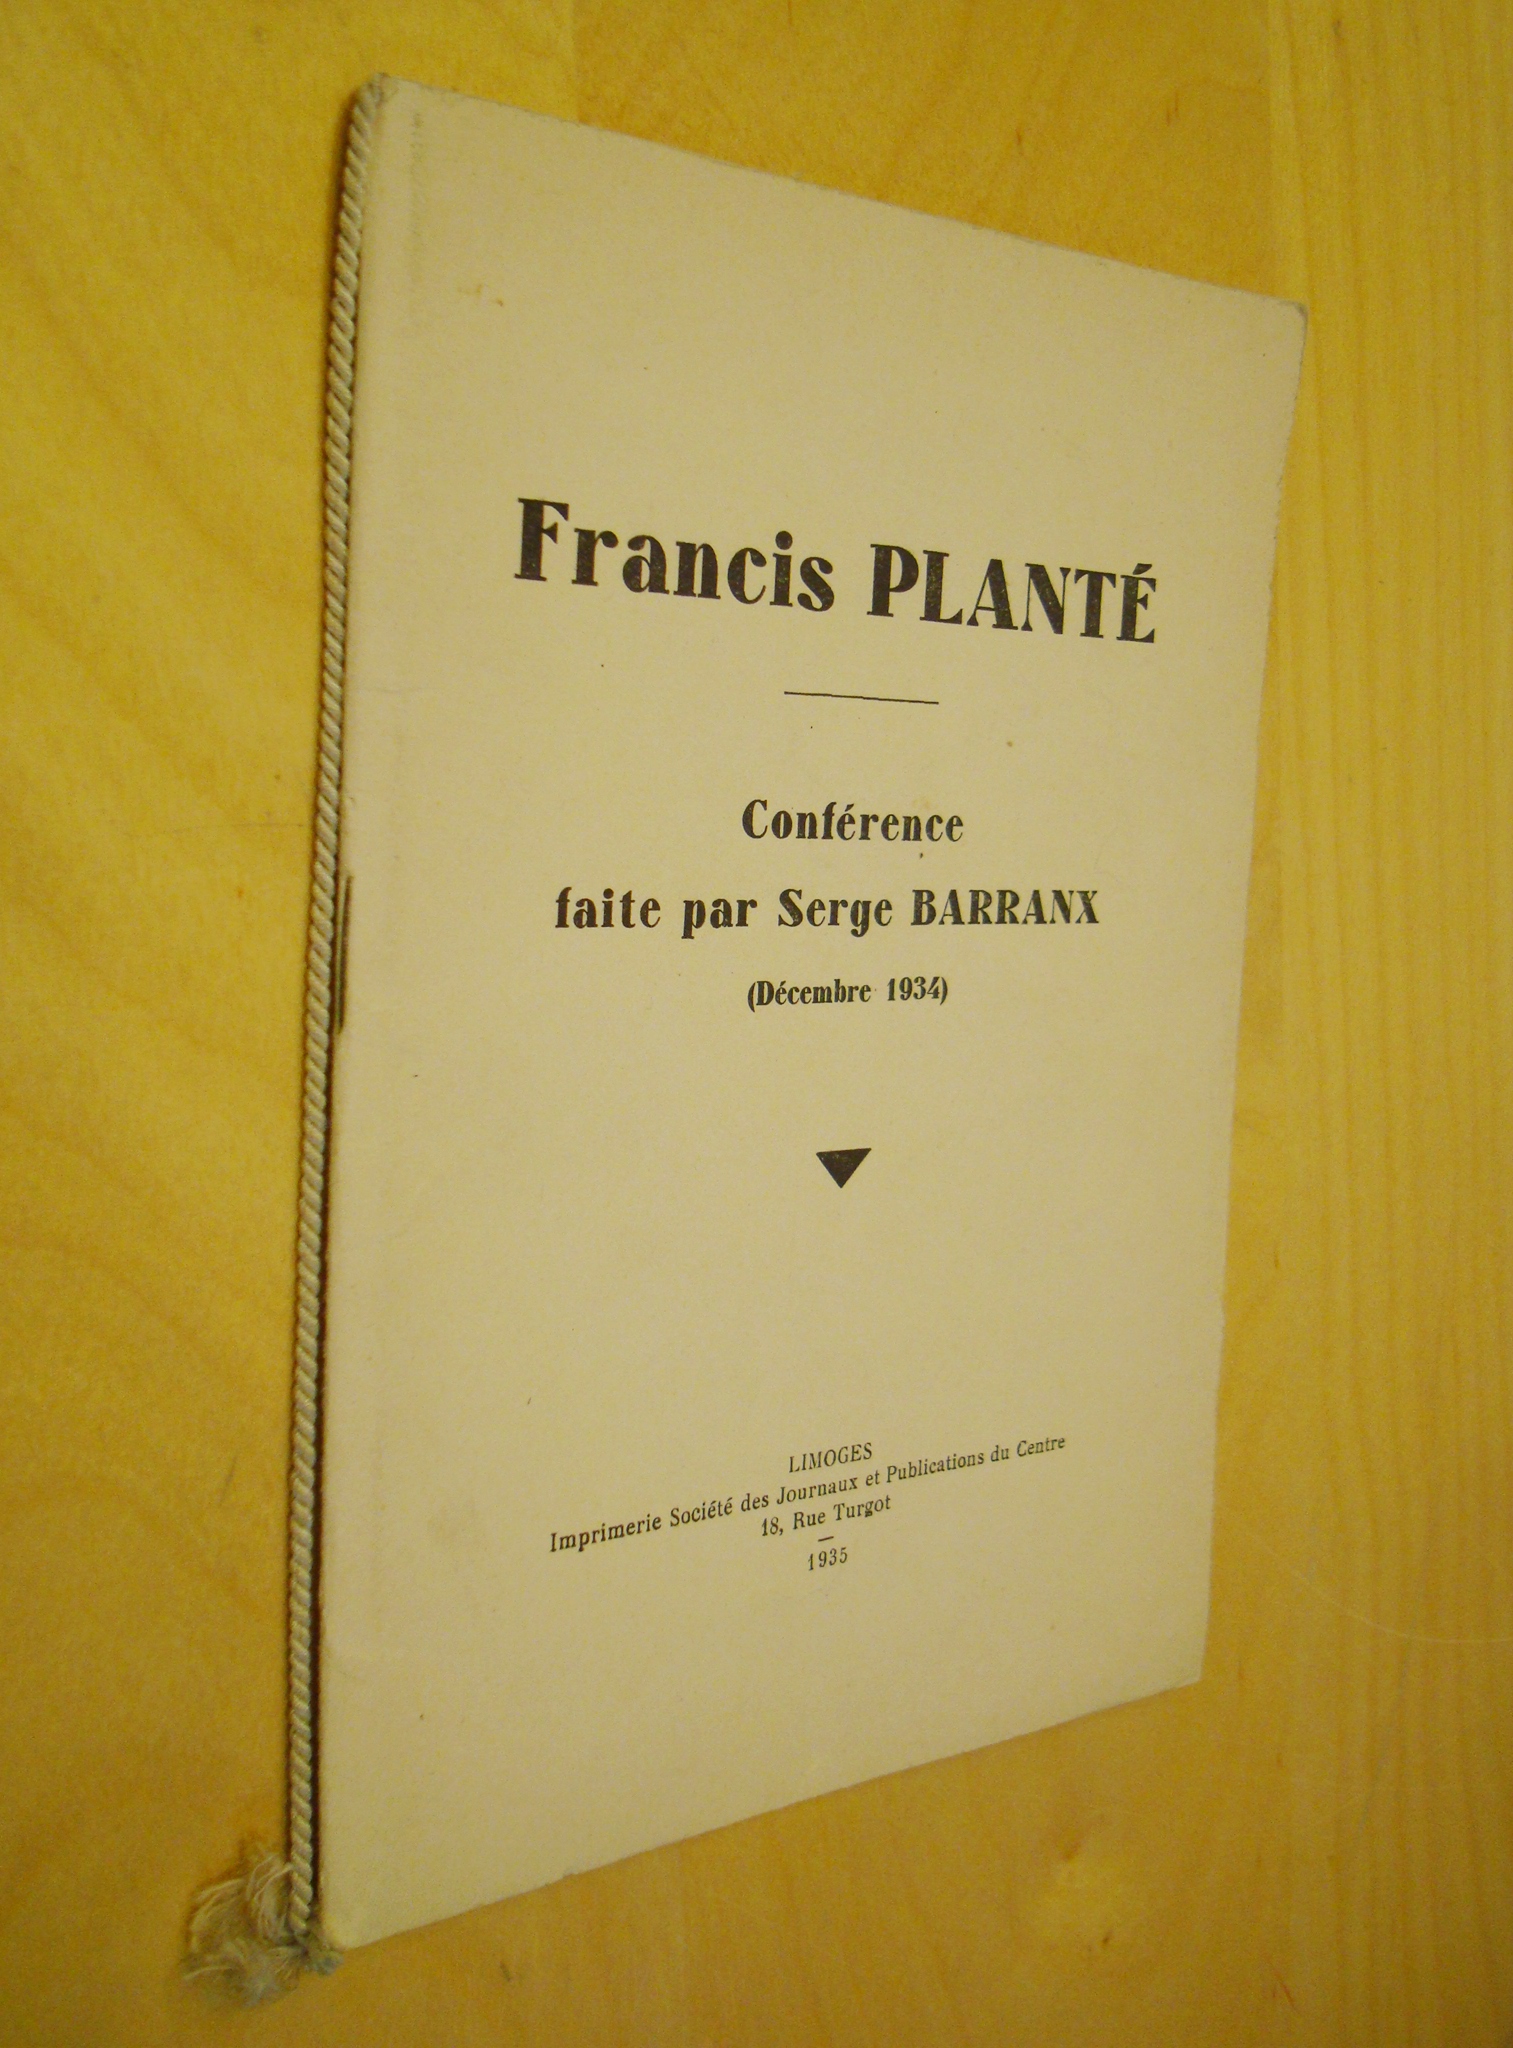 Francis PLANTÉ
Conférence
faite par Serge BARRANX
(Décembre 1934)
LIMOGES
Imprimerie Société des Journaux et Publications du Centre
18, Rue Turgot
1935